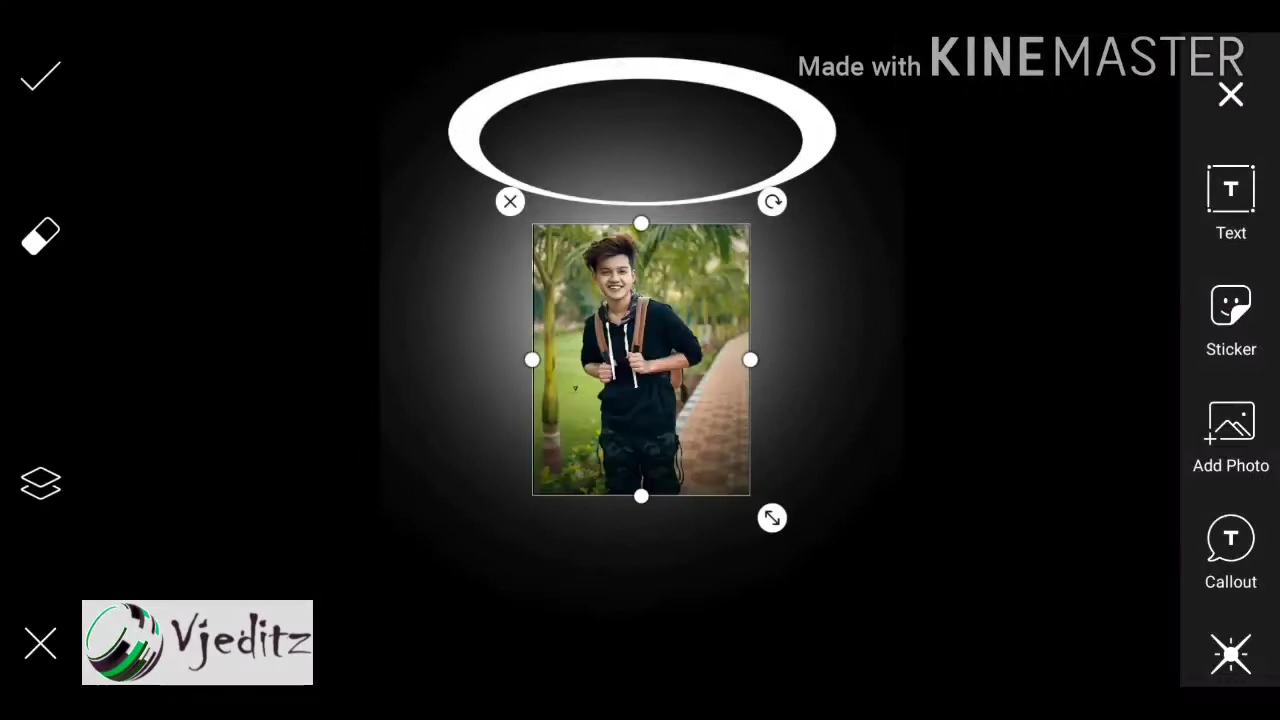 Made with KINEMASTER
T
Text
Sticker
Add Photo
T
Callout
Vjeditz